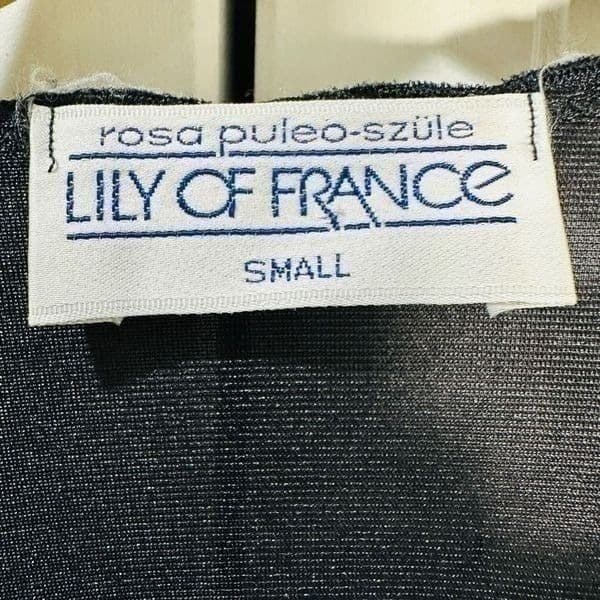 rosa puleo-szüle
LILY OF FRANCe
SMALL